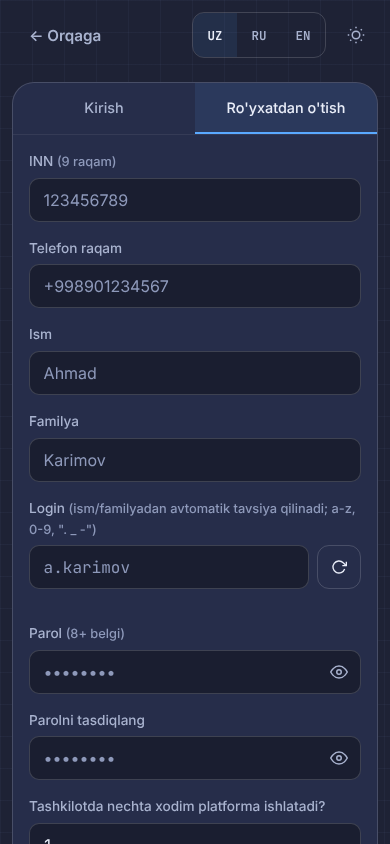 ← Orqaga
UZ RU EN
Kirish
Ro'yxatdan o'tish
INN (9 raqam)
123456789
Telefon raqam
+998901234567
Ism
Ahmad
Familya
Karimov
Login (ism/familyadan avtomatik tavsiya qilinadi; a-z,
0-9, ". _ -")
a.karimov
Parol (8+ belgi)
••••••••
Parolni tasdiqlang
••••••••
Tashkilotda nechta xodim platforma ishlatadi?